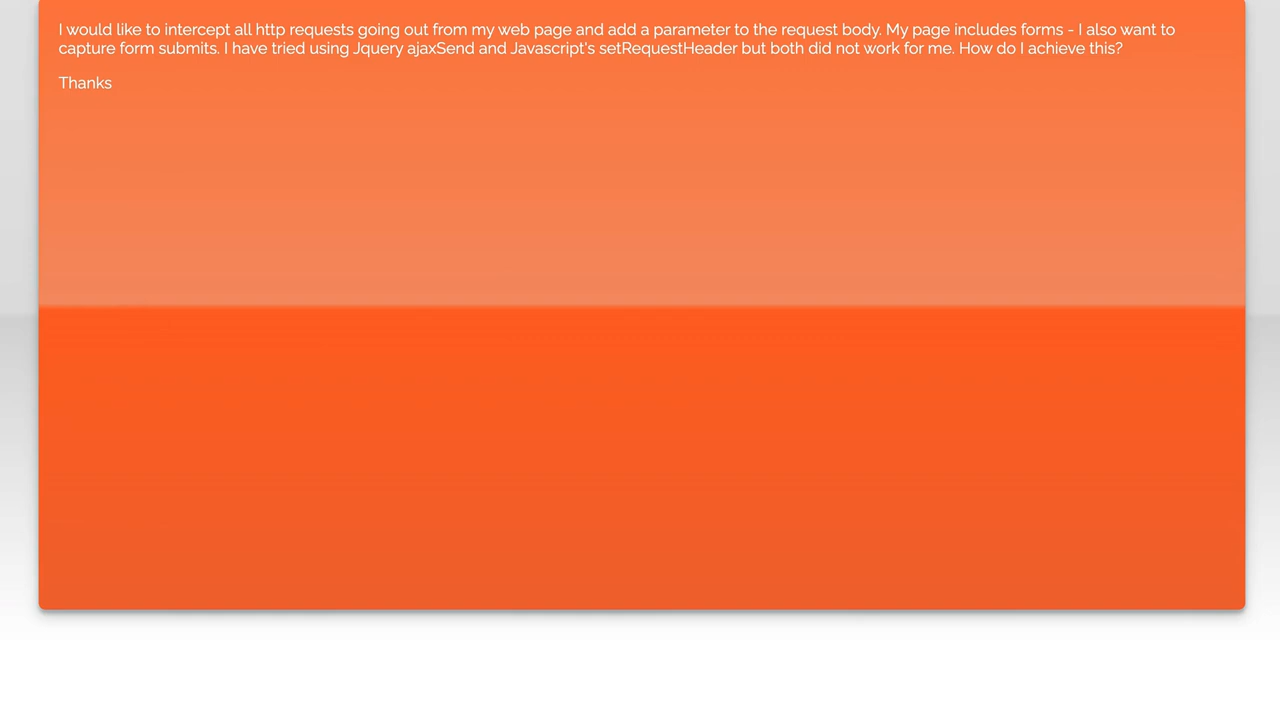 I would like to intercept all http requests going out from my web page and add a parameter to the request body. My page includes forms - I also want to
capture form submits. I have tried using Jquery ajaxSend and Javascript's setRequestHeader but both did not work for me. How do I achieve this?
Thanks